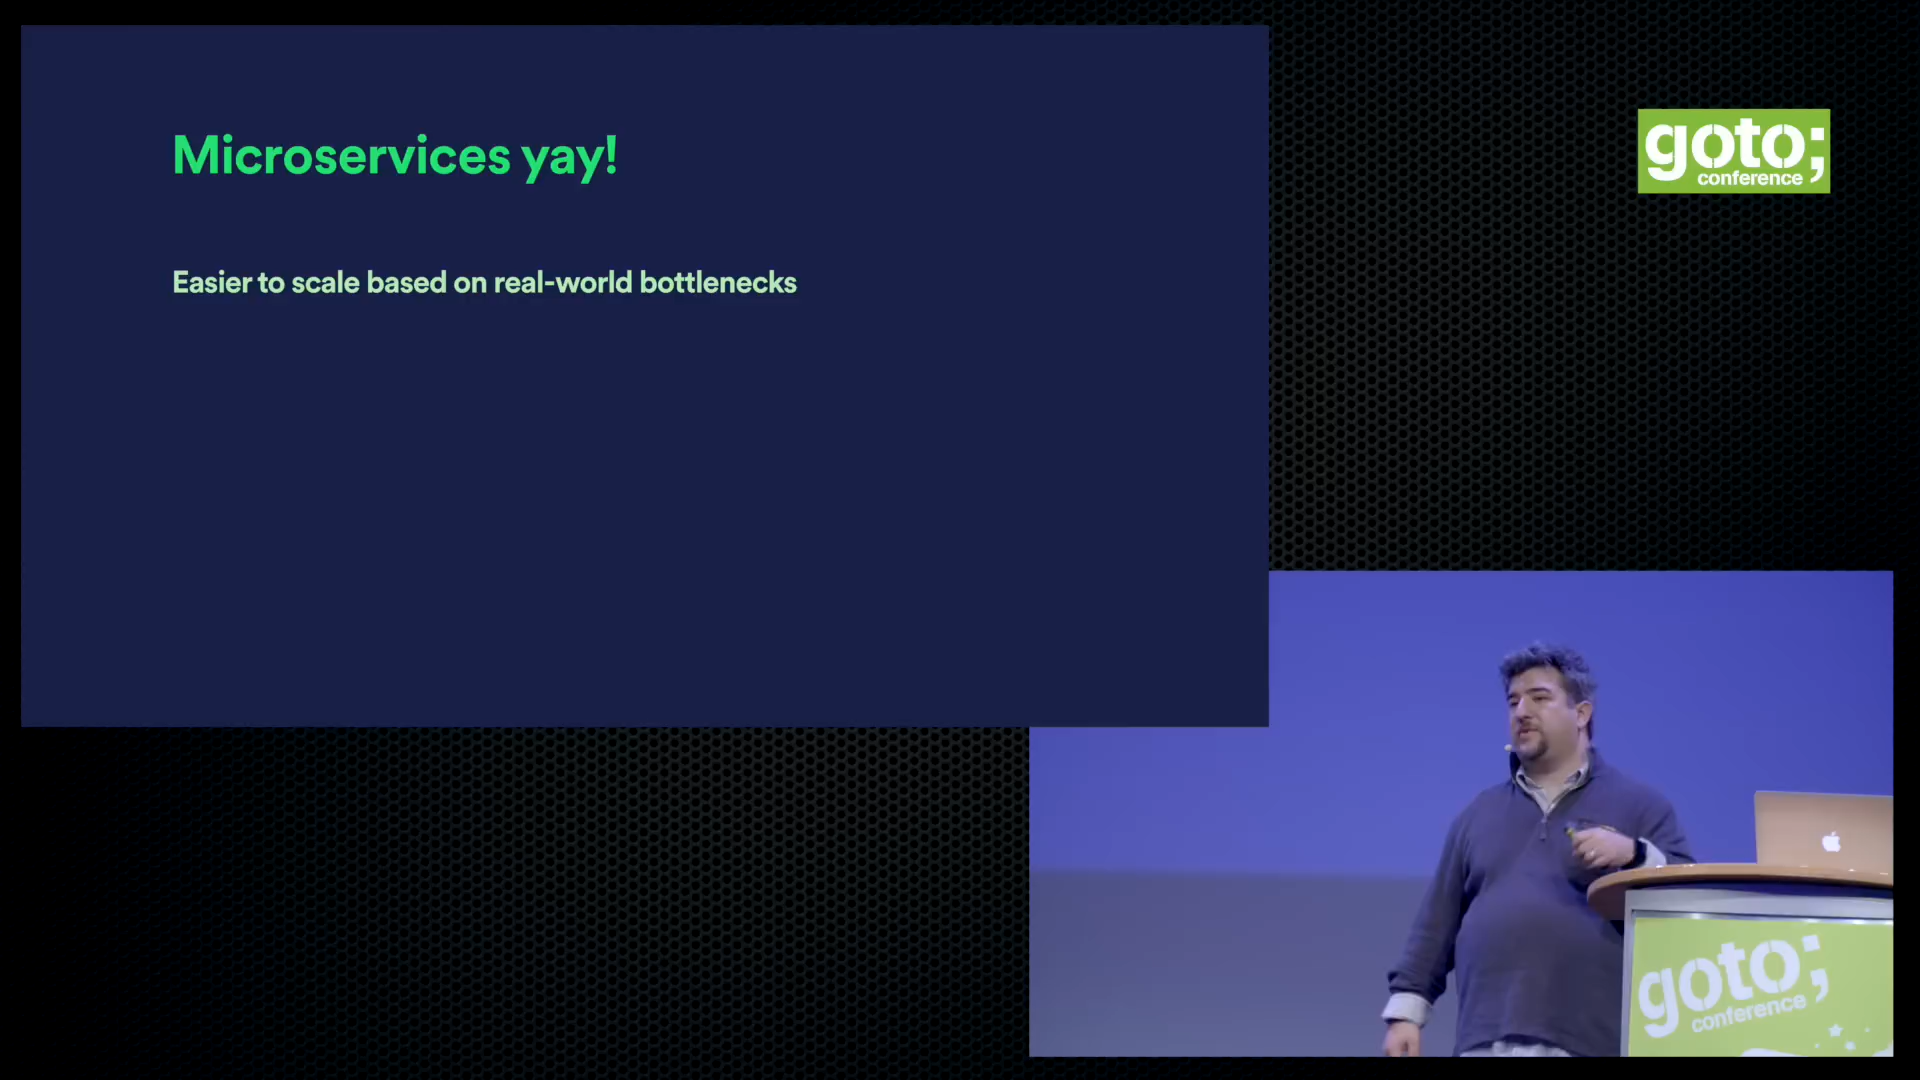 Microservices yay!
Easier to scale based on real-world bottlenecks
goto;
conference
goto;
conference